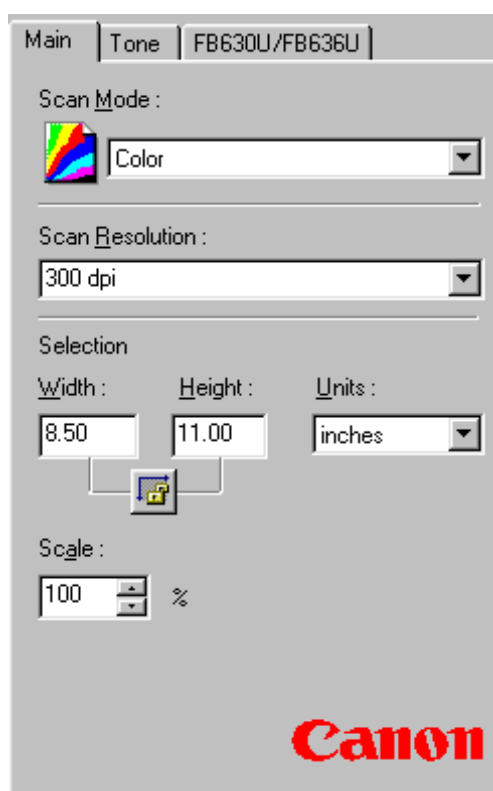 Main Tone FB630U/FB636U
Scan Mode :
Color
Scan Resolution :
300 dpi
Selection
Width : Height : Units :
8.50 11.00 inches
Scale :
100 %
Canon